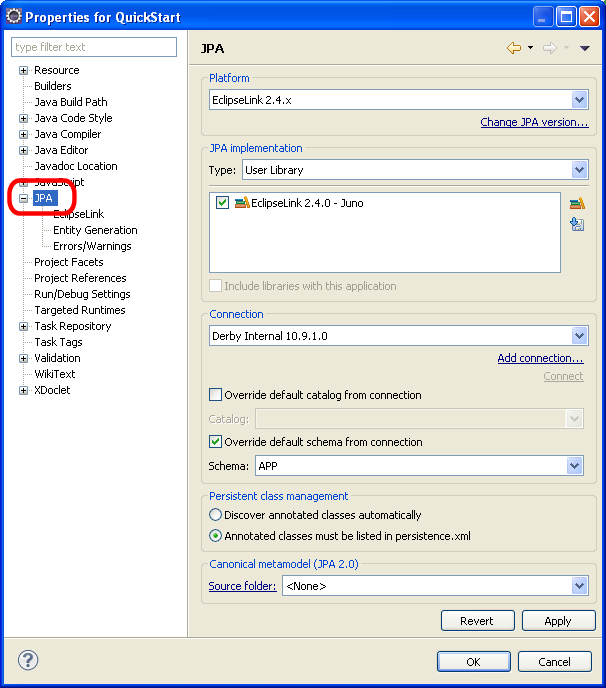 Properties for QuickStart
type filter text
Resource
Builders
Java Build Path
Java Code Style
Java Compiler
Java Editor
Javadoc Location
JavaScript
JPA
EclipseLink
Entity Generation
Errors/Warnings
Project Facets
Project References
Run/Debug Settings
Targeted Runtimes
Task Repository
Task Tags
Validation
WikiText
XDoclet
JPA
Platform
EclipseLink 2.4.x
Change JPA version...
JPA implementation
Type: User Library
EclipseLink 2.4.0 - Juno
Include libraries with this application
Connection
Derby Internal 10.9.1.0
Add connection...
Connect
Override default catalog from connection
Catalog:
Override default schema from connection
Schema: APP
Persistent class management
Discover annotated classes automatically
Annotated classes must be listed in persistence.xml
Canonical metamodel (JPA 2.0)
Source folder: <None>
Revert Apply
? OK Cancel